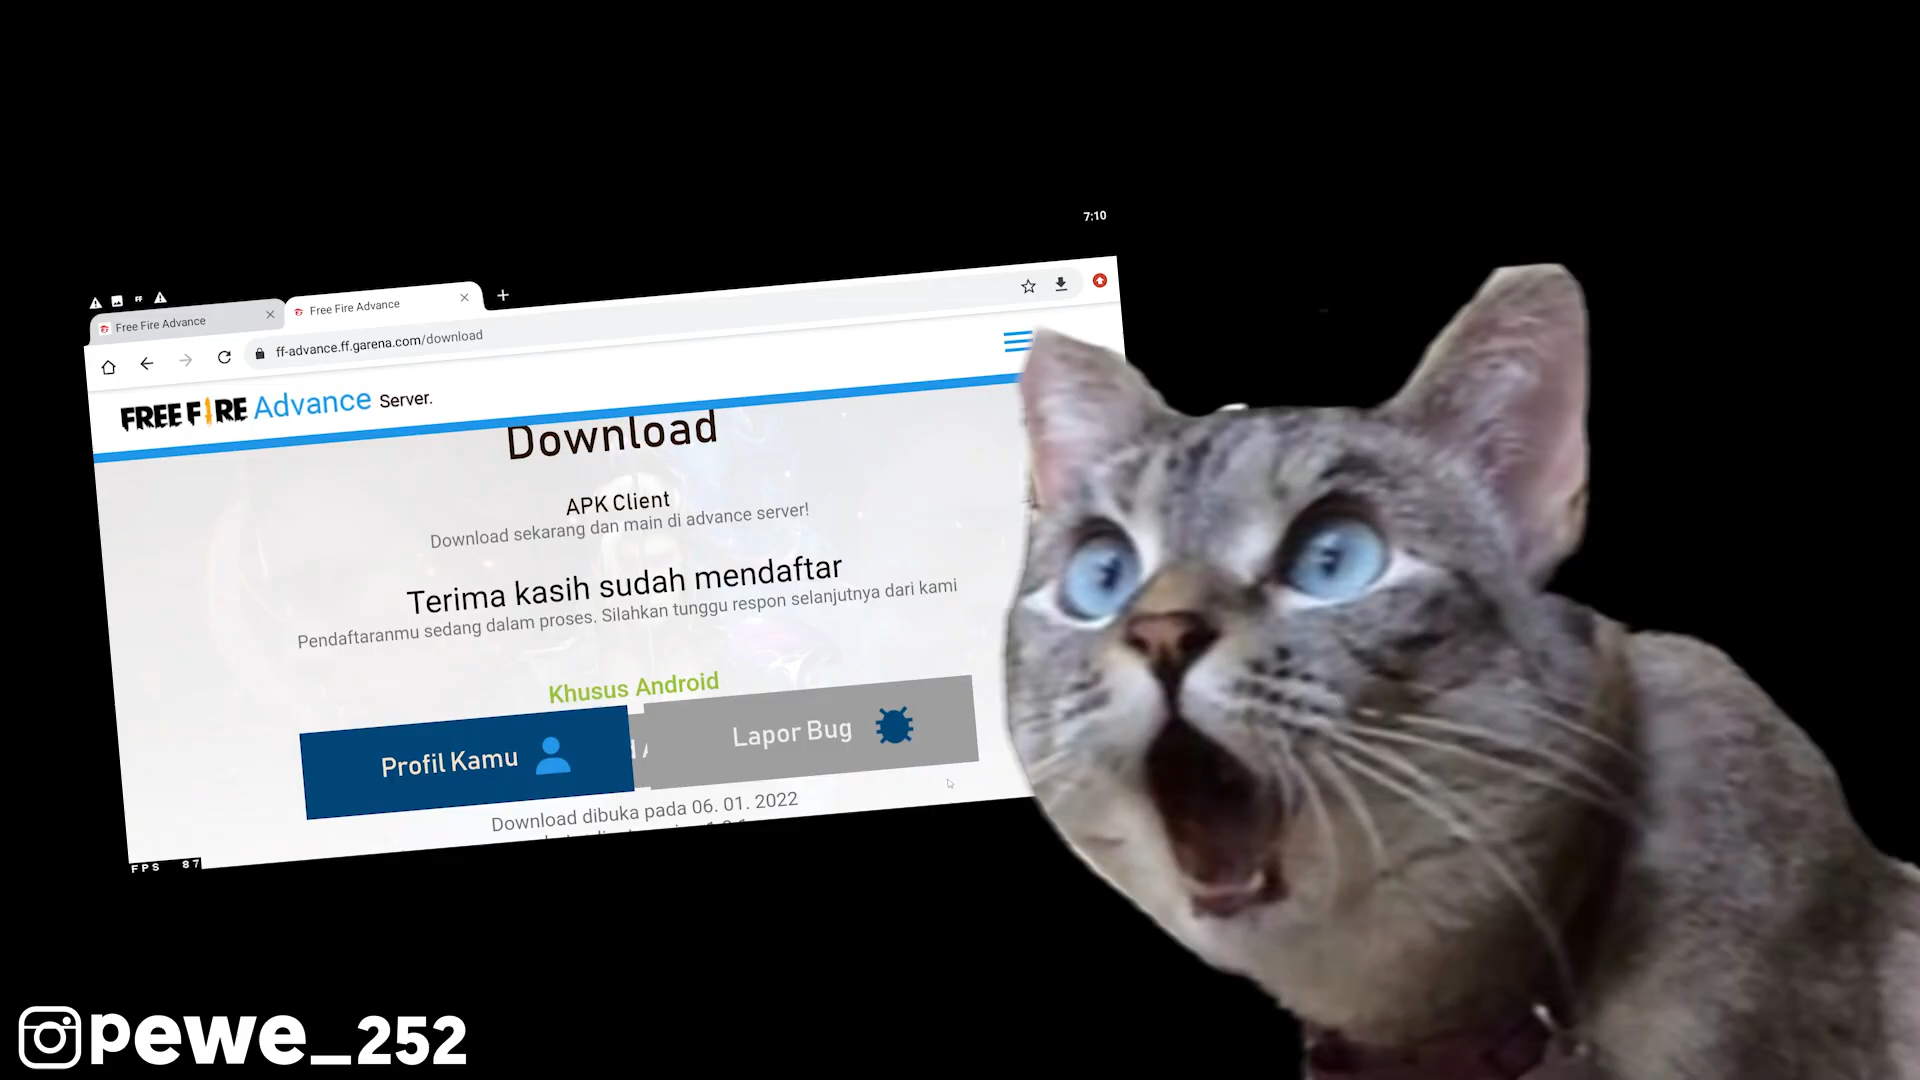 7:10
FF
Free Fire Advance
Free Fire Advance
ff-advance.ff.garena.com/download
FREE FIRE Advance Server.
Download
APK Client
Download sekarang dan main di advance server!
Terima kasih sudah mendaftar
Pendaftaranmu sedang dalam proses. Silahkan tunggu respon selanjutnya dari kami
Khusus Android
Profil Kamu
Lapor Bug
Download dibuka pada 06. 01. 2022
FPS 87
pewe_252